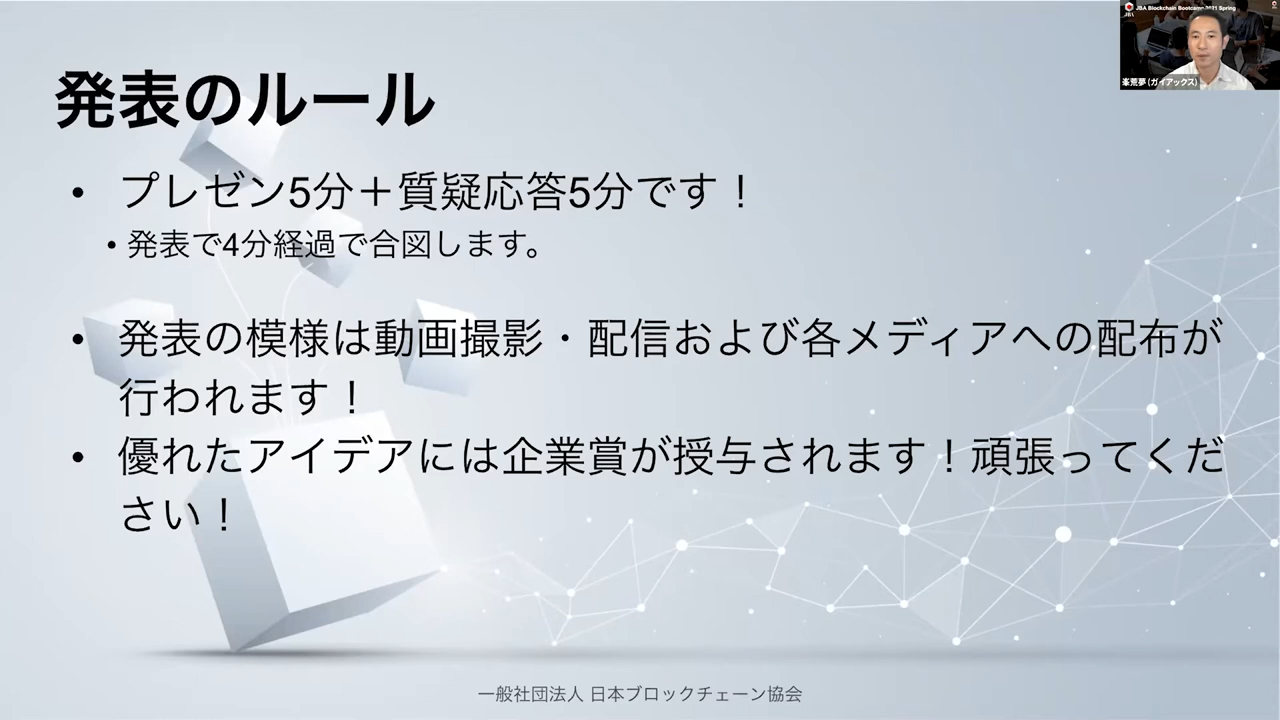 JBA Blockchain Bootcamp 2021 Spring
JBA
峯荒夢 (ガイアックス)
発表のルール
• プレゼン5分＋質疑応答5分です！
• 発表で4分経過で合図します。
• 発表の模様は動画撮影・配信および各メディアへの配布が
行われます！
• 優れたアイデアには企業賞が授与されます！頑張ってくだ
さい！
一般社団法人 日本ブロックチェーン協会